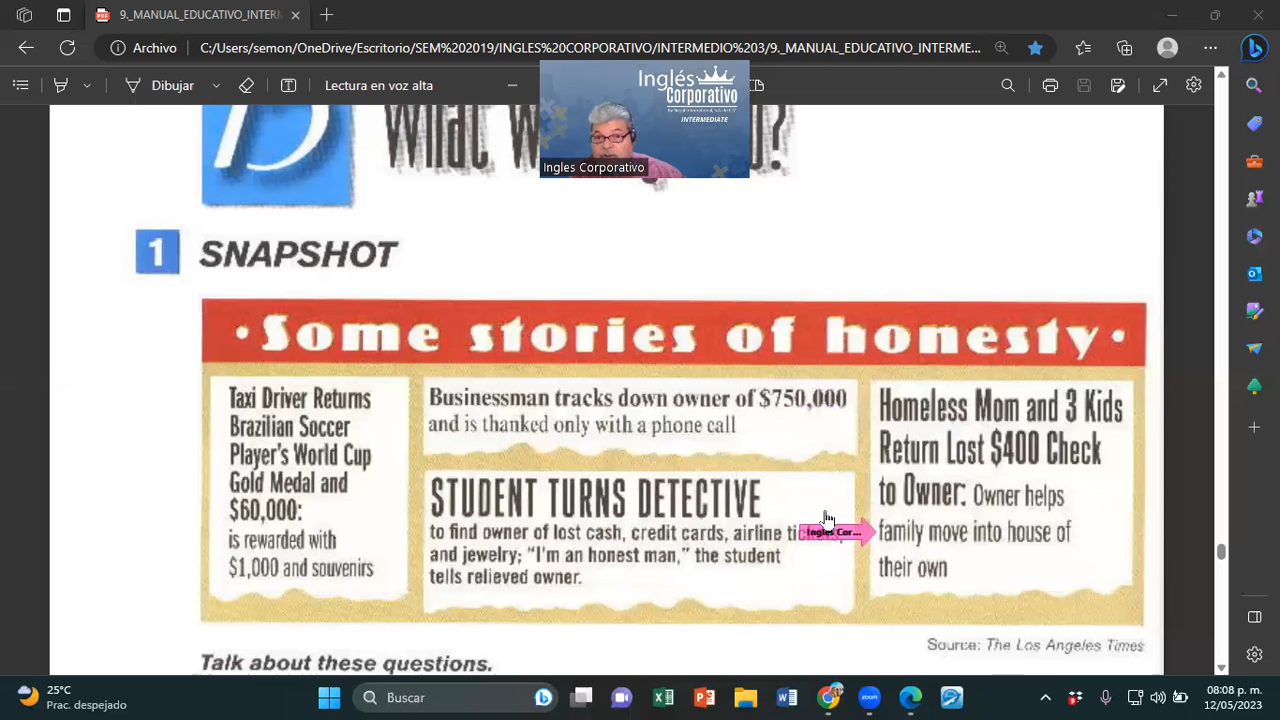 9._MANUAL_EDUCATIVO_INTERM
Archivo
C:/Users/semon/OneDrive/Escritorio/SEM%202019/INGLES%20CORPORATIVO/INTERMEDIO%203/9._MANUAL_EDUCATIVO_INTERME...
Dibujar
Lectura en voz alta
Inglés
Corporativo
INTERMEDIATE
Ingles Corporativo
What
1 SNAPSHOT
• Some stories of honesty •
Taxi Driver Returns
Brazilian Soccer
Player's World Cup
Gold Medal and
$60,000:
is rewarded with
$1,000 and souvenirs
Businessman tracks down owner of $750,000
and is thanked only with a phone call
STUDENT TURNS DETECTIVE
to find owner of lost cash, credit cards, airline
and jewelry; "I'm an honest man," the student
tells relieved owner.
Ingles Cor...
Homeless Mom and 3 Kids
Return Lost $400 Check
to Owner: Owner helps
family move into house of
their own
Source: The Los Angeles Times
Talk about these questions.
25°C
Prac. despejado
Buscar
08:08 p. m.
12/05/2023